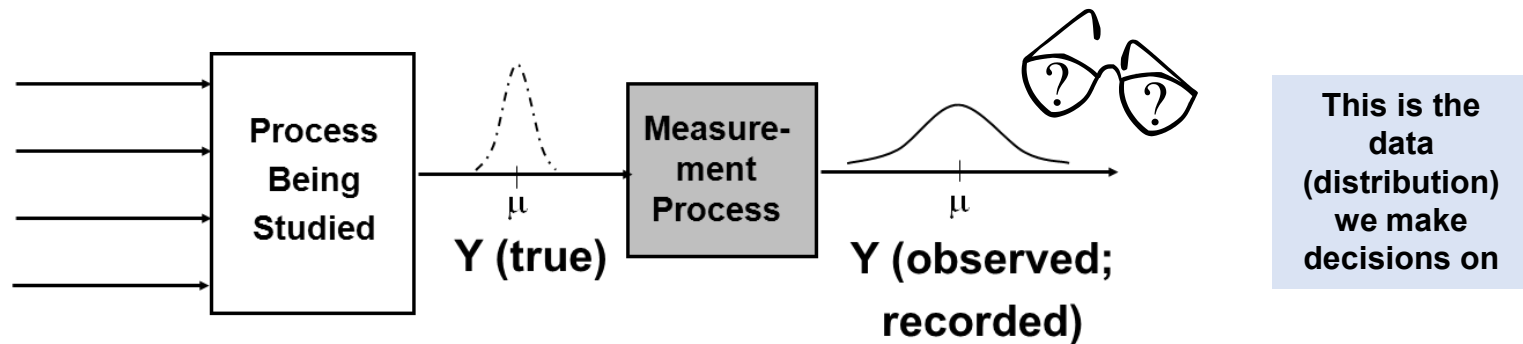 Process
Being
Studied
μ
Y (true)
Measure-
ment
Process
? ?
μ
Y (observed;
recorded)
This is the
data
(distribution)
we make
decisions on